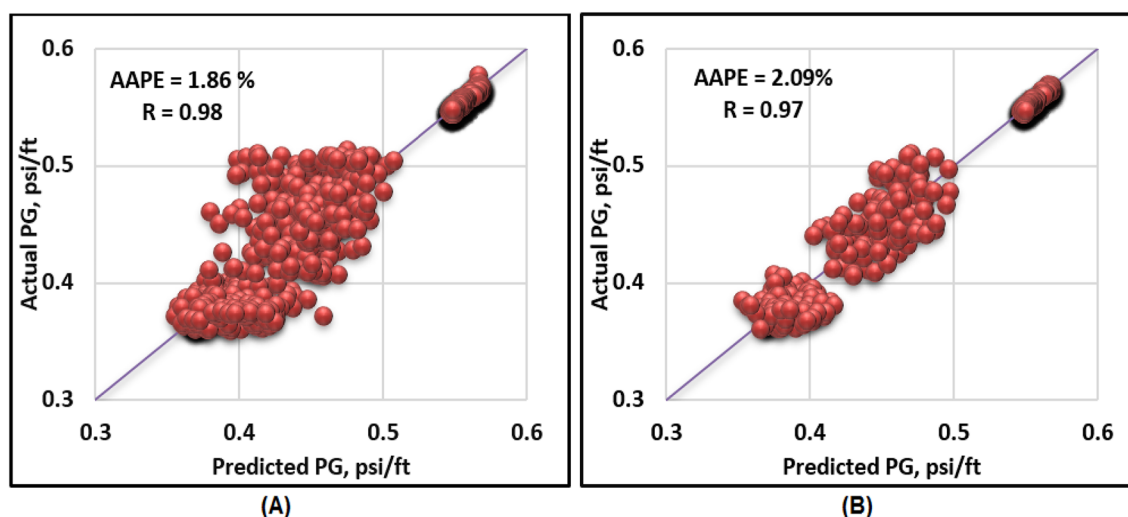 0.6
0.5
0.4
0.3
Actual PG, psi/ft
AAPE = 1.86 %
R = 0.98
0.3 0.4 0.5 0.6
Predicted PG, psi/ft
(A)
0.6
0.5
0.4
0.3
Actual PG, psi/ft
AAPE = 2.09%
R = 0.97
0.3 0.4 0.5 0.6
Predicted PG, psi/ft
(B)